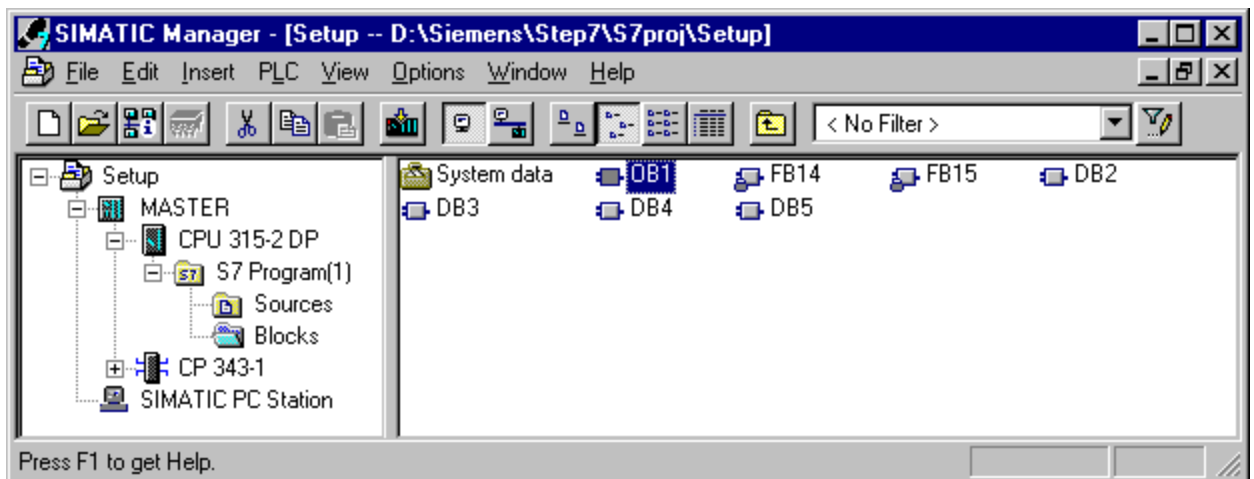 SIMATIC Manager - [Setup -- D:\Siemens\Step7\S7proj\Setup]
File Edit Insert PLC View Options Window Help
< No Filter >
Setup
MASTER
CPU 315-2 DP
S7 Program(1)
Sources
Blocks
CP 343-1
SIMATIC PC Station
System data OB1 FB14 FB15 DB2
DB3 DB4 DB5
Press F1 to get Help.